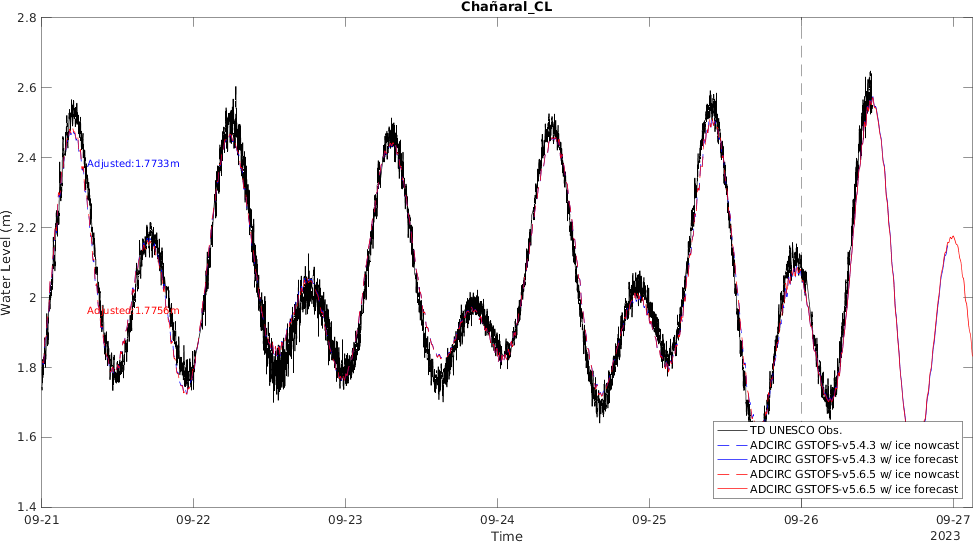 Chañaral_CL
Water Level (m)
2.8
2.6
2.4
2.2
2
1.8
1.6
1.4
Adjusted:1.7733m
Adjusted:1.7756m
TD UNESCO Obs.
ADCIRC GSTOFS-v5.4.3 w/ ice nowcast
ADCIRC GSTOFS-v5.4.3 w/ ice forecast
ADCIRC GSTOFS-v5.6.5 w/ ice nowcast
ADCIRC GSTOFS-v5.6.5 w/ ice forecast
09-21
09-22
09-23
09-24
09-25
09-26
09-27
Time
2023